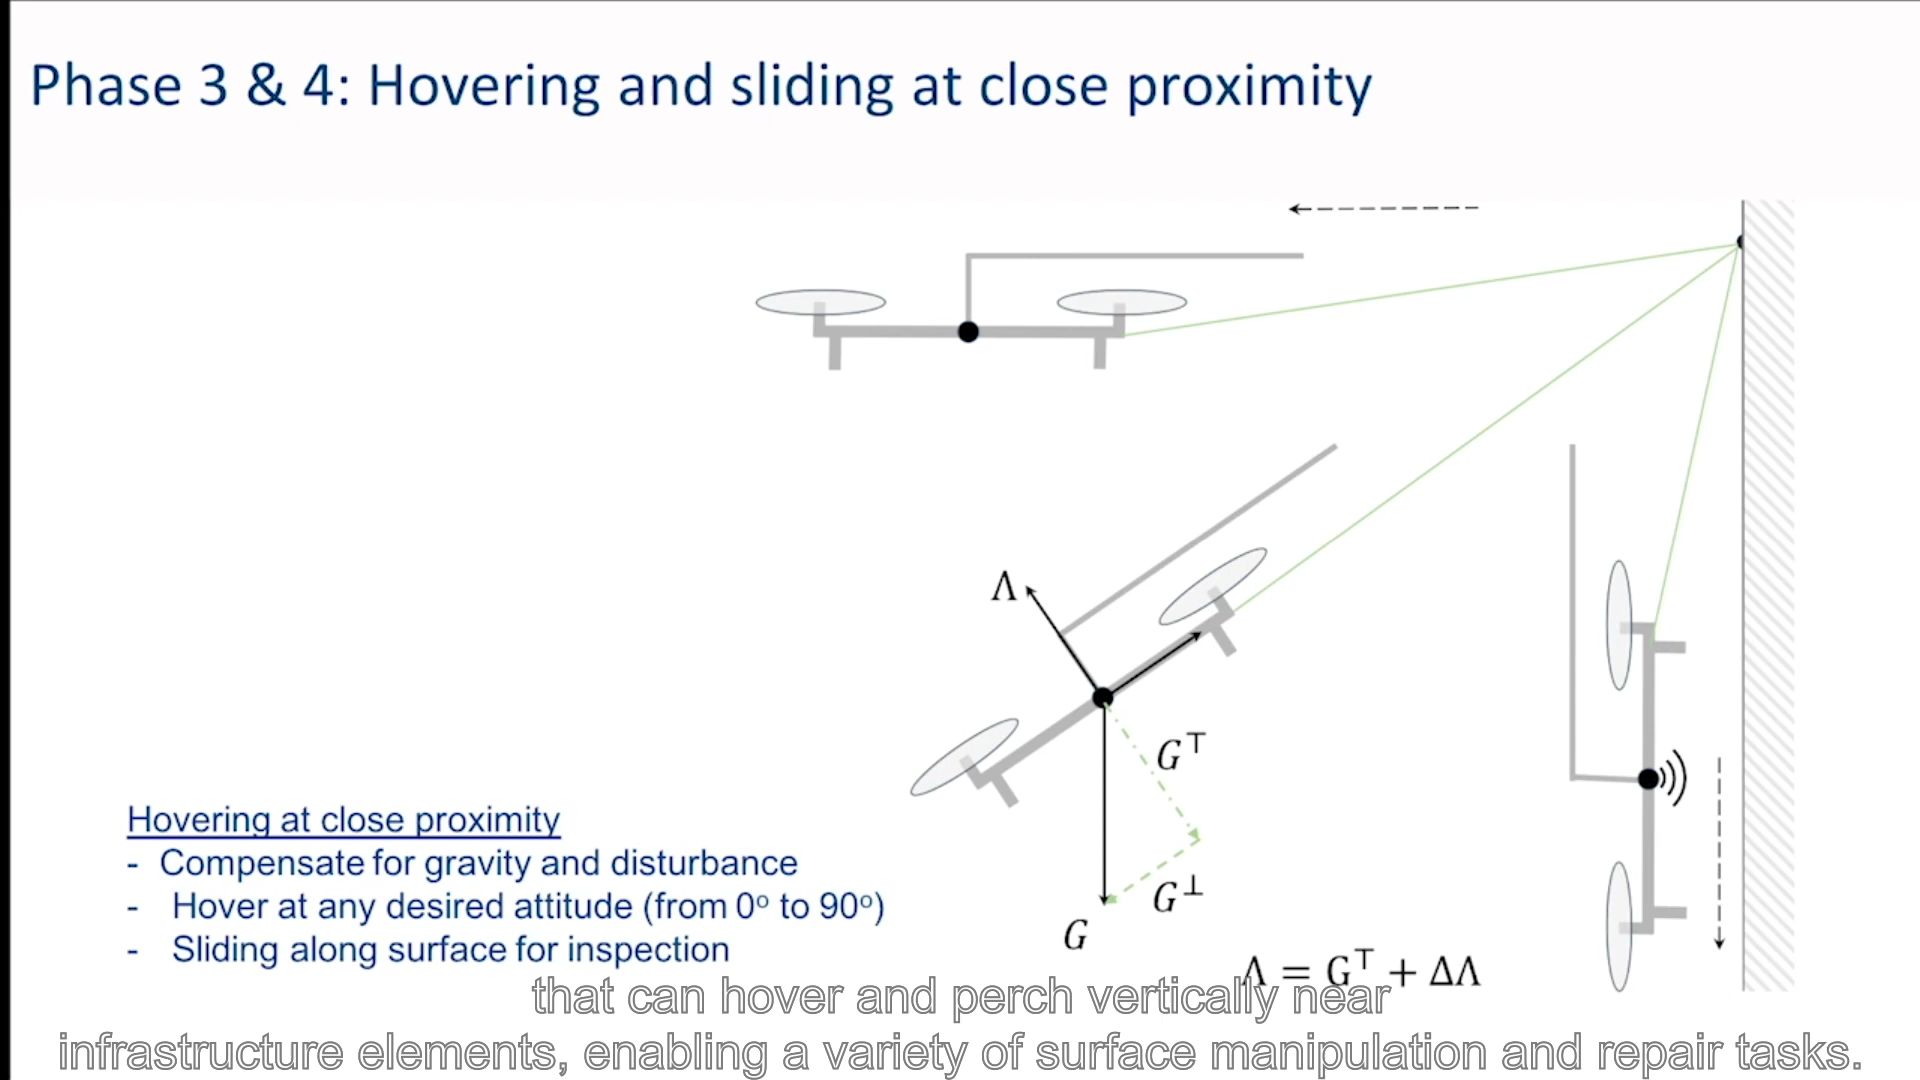 Phase 3 & 4: Hovering and sliding at close proximity
Λ
G⊤
G⊥
G
Λ = G⊤ + ΔΛ
Hovering at close proximity
- Compensate for gravity and disturbance
- Hover at any desired attitude (from 0° to 90°)
- Sliding along surface for inspection
that can hover and perch vertically near
infrastructure elements, enabling a variety of surface manipulation and repair tasks.